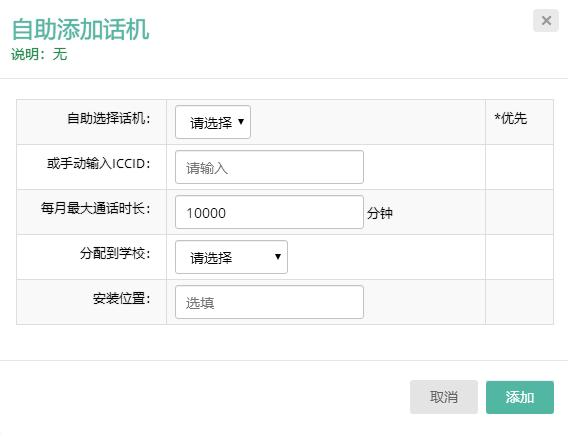 自助添加话机
说明：无
自助选择话机： 请选择 *优先
或手动输入ICCID： 请输入
每月最大通话时长： 10000 分钟
分配到学校： 请选择
安装位置： 选填
取消 添加